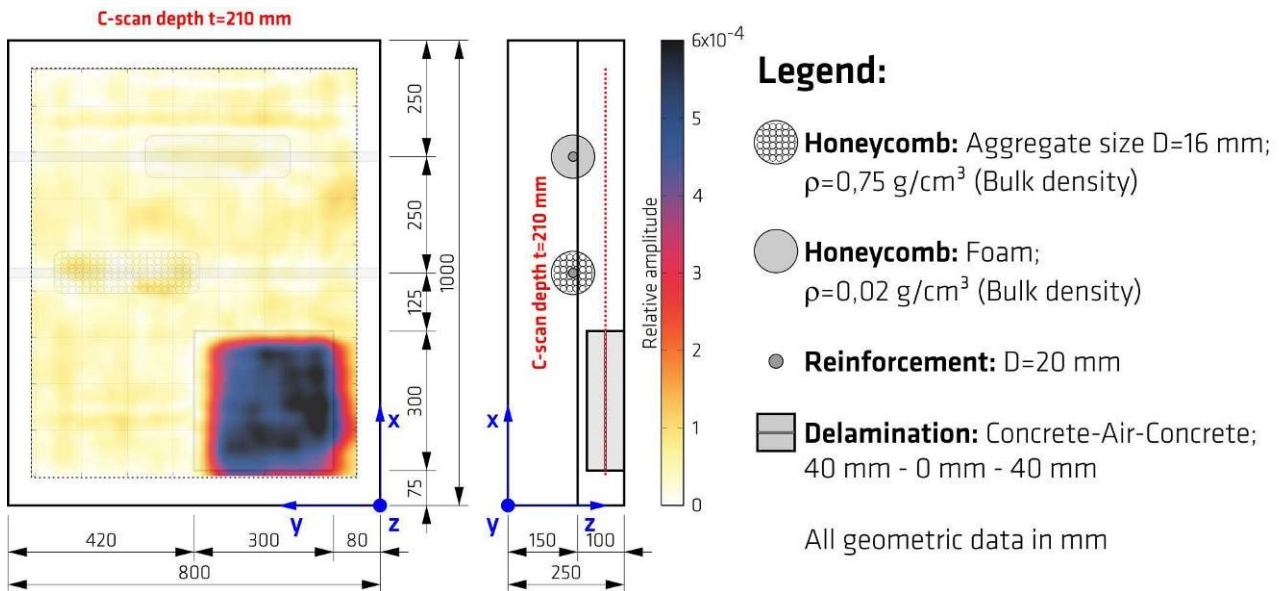 C-scan depth t=210 mm
250
250
125
300
75
1000
x
y
z
420
300
80
800
C-scan depth t=210 mm
x
y
z
150
100
250
6x10⁻⁴
5
4
3
2
1
0
Relative amplitude
Legend:
Honeycomb: Aggregate size D=16 mm;
ρ=0,75 g/cm³ (Bulk density)
Honeycomb: Foam;
ρ=0,02 g/cm³ (Bulk density)
Reinforcement: D=20 mm
Delamination: Concrete-Air-Concrete;
40 mm - 0 mm - 40 mm
All geometric data in mm